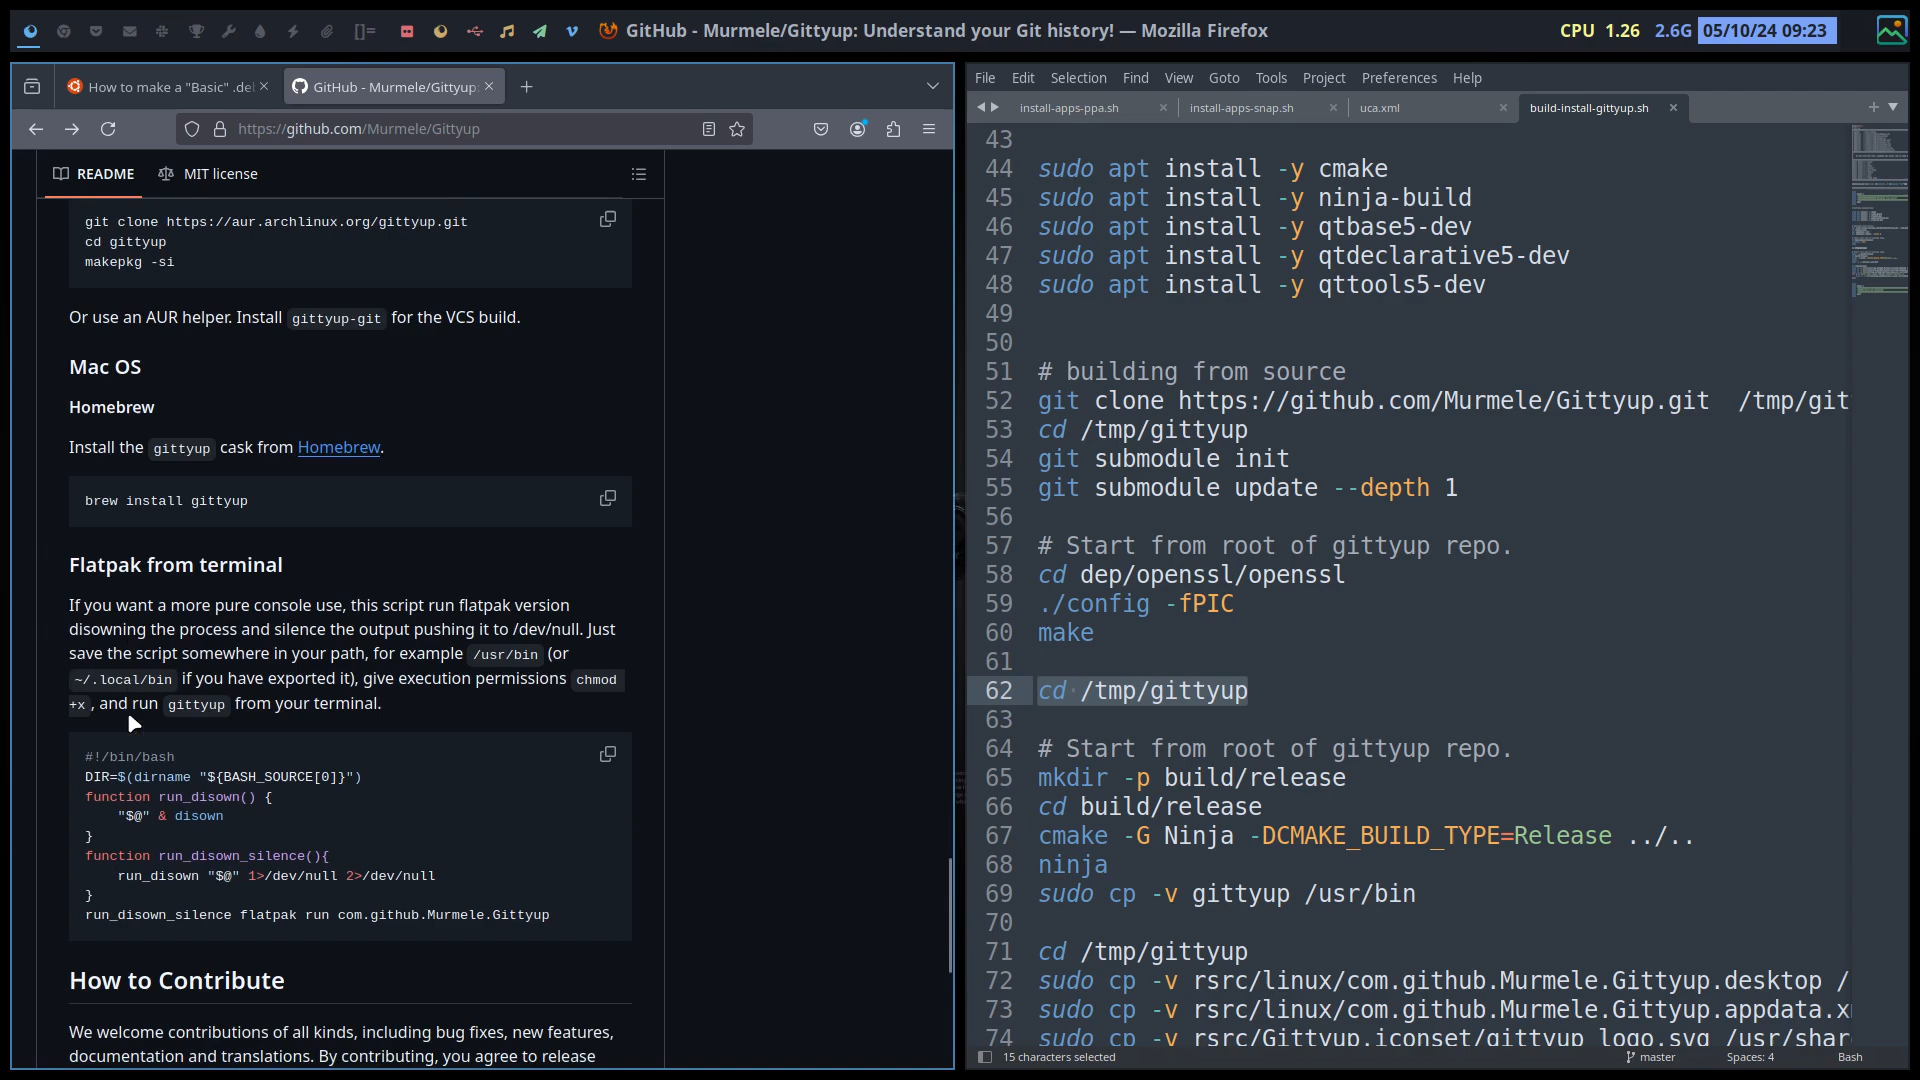 GitHub - Murmele/Gittyup: Understand your Git history! — Mozilla Firefox
CPU 1.26 2.6G 05/10/24 09:23
How to make a "Basic" .de
GitHub - Murmele/Gittyup:
https://github.com/Murmele/Gittyup
README
MIT license
git clone https://aur.archlinux.org/gittyup.git
cd gittyup
makepkg -si
Or use an AUR helper. Install gittyup-git for the VCS build.
Mac OS
Homebrew
Install the gittyup cask from Homebrew.
brew install gittyup
Flatpak from terminal
If you want a more pure console use, this script run flatpak version
disowning the process and silence the output pushing it to /dev/null. Just
save the script somewhere in your path, for example /usr/bin (or
~/.local/bin if you have exported it), give execution permissions chmod
+x , and run gittyup from your terminal.
#!/bin/bash
DIR=$(dirname "${BASH_SOURCE[0]}")
function run_disown() {
"$@" & disown
}
function run_disown_silence(){
run_disown "$@" 1>/dev/null 2>/dev/null
}
run_disown_silence flatpak run com.github.Murmele.Gittyup
How to Contribute
We welcome contributions of all kinds, including bug fixes, new features,
documentation and translations. By contributing, you agree to release
File Edit Selection Find View Goto Tools Project Preferences Help
install-apps-ppa.sh
install-apps-snap.sh
uca.xml
build-install-gittyup.sh
43
44 sudo apt install -y cmake
45 sudo apt install -y ninja-build
46 sudo apt install -y qtbase5-dev
47 sudo apt install -y qtdeclarative5-dev
48 sudo apt install -y qttools5-dev
49
50
51 # building from source
52 git clone https://github.com/Murmele/Gittyup.git /tmp/git
53 cd /tmp/gittyup
54 git submodule init
55 git submodule update --depth 1
56
57 # Start from root of gittyup repo.
58 cd dep/openssl/openssl
59 ./config -fPIC
60 make
61
62 cd /tmp/gittyup
63
64 # Start from root of gittyup repo.
65 mkdir -p build/release
66 cd build/release
67 cmake -G Ninja -DCMAKE_BUILD_TYPE=Release ../..
68 ninja
69 sudo cp -v gittyup /usr/bin
70
71 cd /tmp/gittyup
72 sudo cp -v rsrc/linux/com.github.Murmele.Gittyup.desktop /
73 sudo cp -v rsrc/linux/com.github.Murmele.Gittyup.appdata.x
74 sudo cp -v rsrc/Gittyup.iconset/gittyup_logo.svg /usr/shar
15 characters selected
master
Spaces: 4
Bash